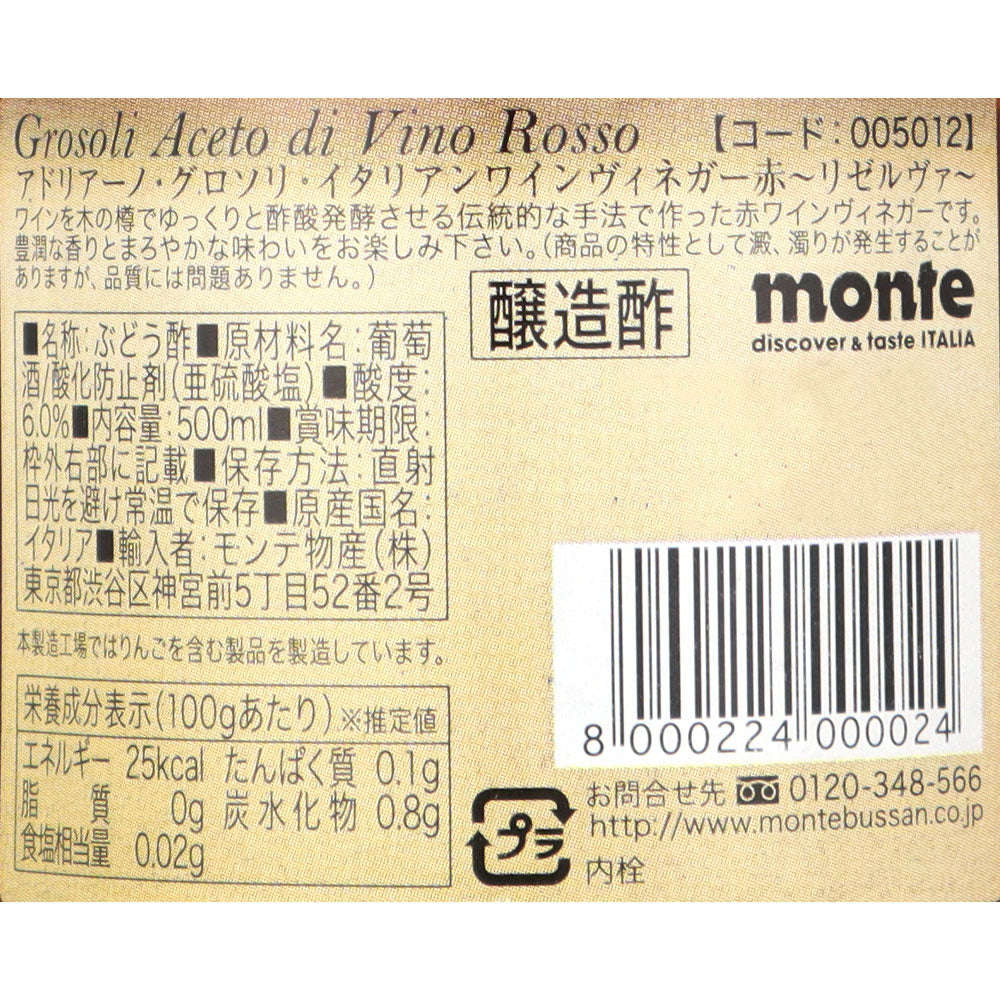 Grosoli Aceto di Vino Rosso 【コード:005012】
アドリアーノ・グロソリ・イタリアンワインヴィネガー赤〜リゼルヴァ〜
ワインを木の樽でゆっくりと酢酸発酵させる伝統的な手法で作った赤ワインヴィネガーです。
豊潤な香りとまろやかな味わいをお楽しみ下さい。(商品の特性として澱、濁りが発生することが
ありますが、品質には問題ありません。)
醸造酢
monte
discover & taste ITALIA
■名称:ぶどう酢■原材料名:葡萄
酒/酸化防止剤(亜硫酸塩)■酸度:
6.0%■内容量:500ml■賞味期限:
枠外右部に記載■保存方法:直射
日光を避け常温で保存■原産国名:
イタリア■輸入者:モンテ物産(株)
東京都渋谷区神宮前5丁目52番2号
本製造工場ではりんごを含む製品を製造しています。
栄養成分表示(100gあたり)※推定値
エネルギー 25kcal たんぱく質 0.1g
脂質 0g 炭水化物 0.8g
食塩相当量 0.02g
8 000224 000024
プラ
お問合せ先 0120-348-566
http://www.montebussan.co.jp
内栓